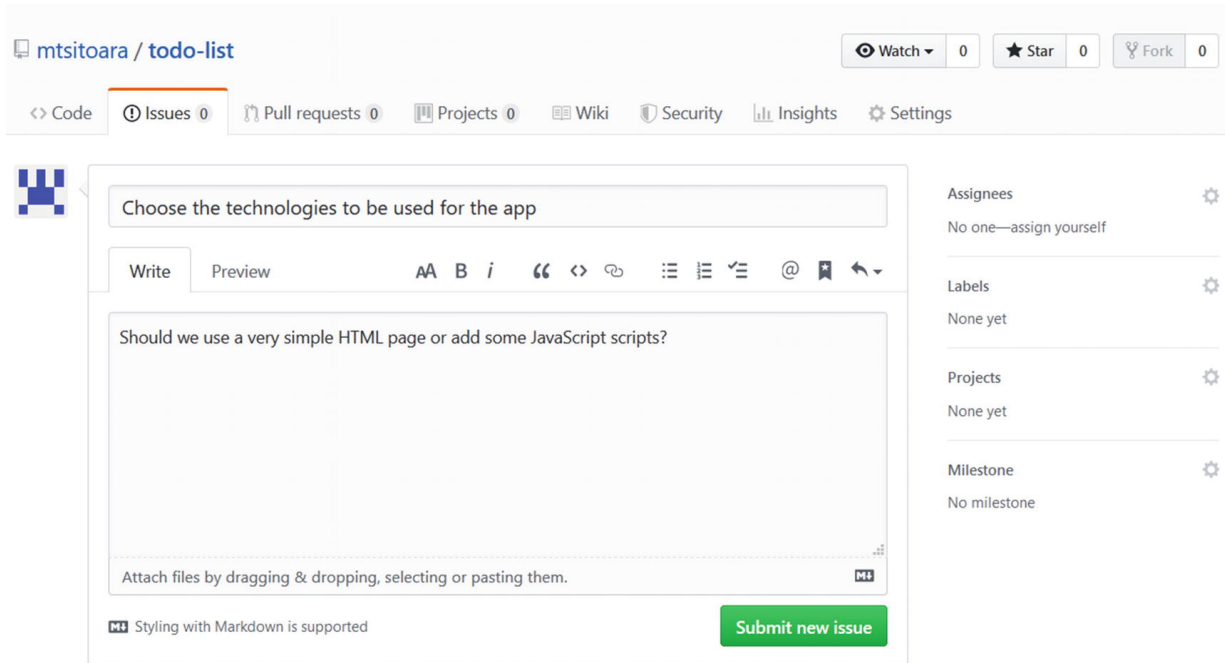 mtsitoara / todo-list
Watch 0 Star 0 Fork 0
Code Issues 0 Pull requests 0 Projects 0 Wiki Security Insights Settings
Choose the technologies to be used for the app
Assignees
No one—assign yourself
Write Preview AA B i @
Labels
None yet
Should we use a very simple HTML page or add some JavaScript scripts?
Projects
None yet
Milestone
No milestone
Attach files by dragging & dropping, selecting or pasting them.
Styling with Markdown is supported
Submit new issue